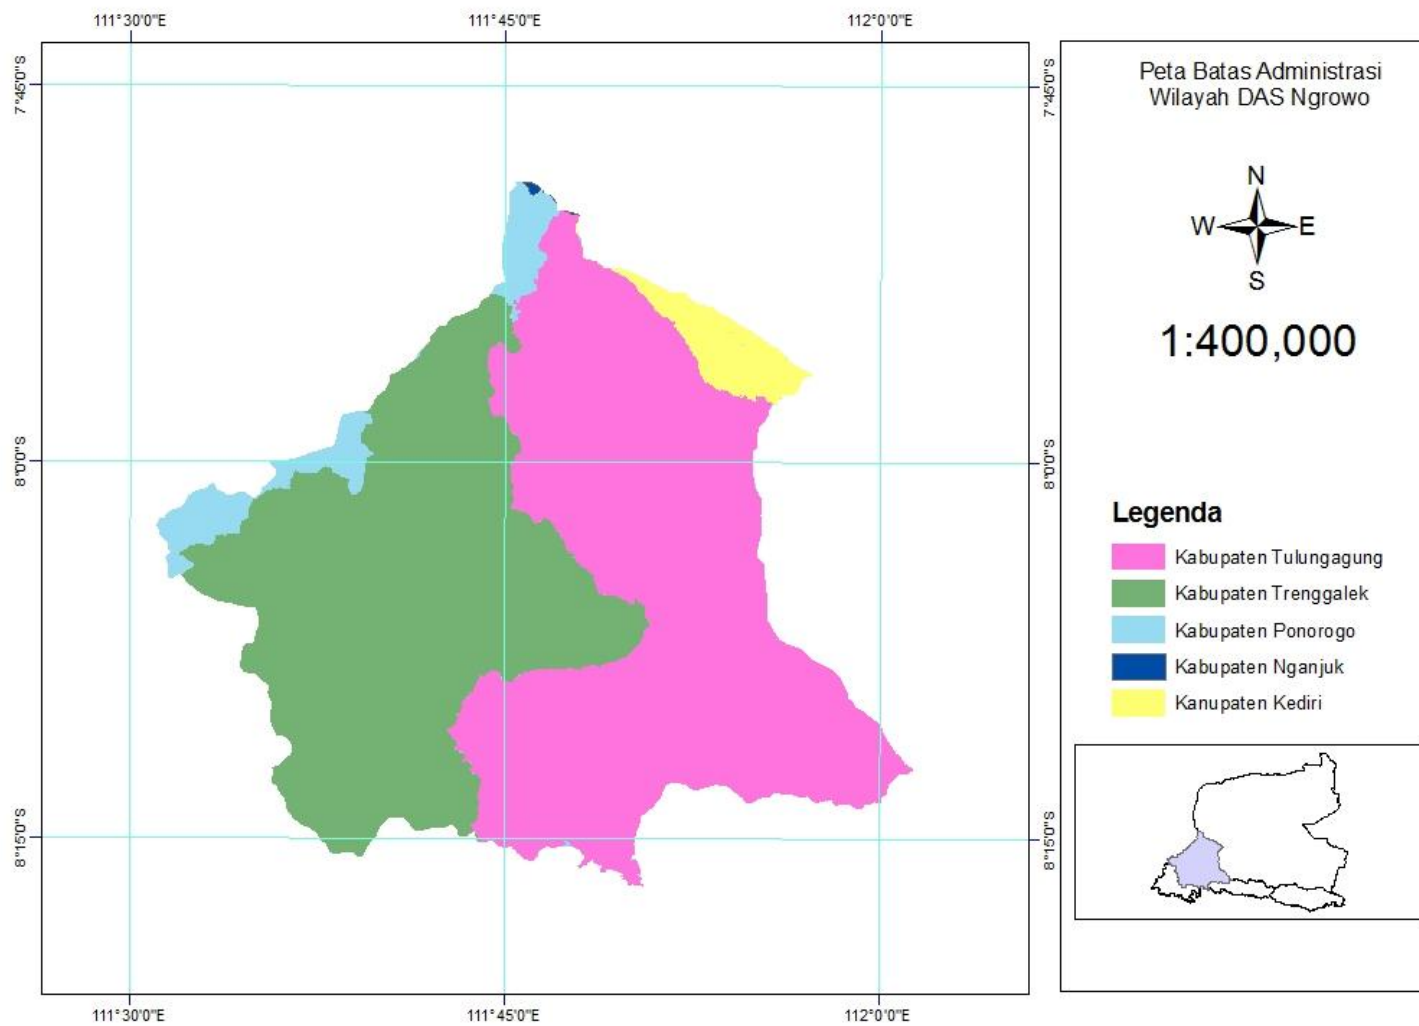 111°30'0"E
111°45'0"E
112°0'0"E
7°45'0"S
7°45'0"S
8°0'0"S
8°0'0"S
8°15'0"S
8°15'0"S
111°30'0"E
111°45'0"E
112°0'0"E
Peta Batas Administrasi
Wilayah DAS Ngrowo
N
W E
S
1:400,000
Legenda
Kabupaten Tulungagung
Kabupaten Trenggalek
Kabupaten Ponorogo
Kabupaten Nganjuk
Kanupaten Kediri